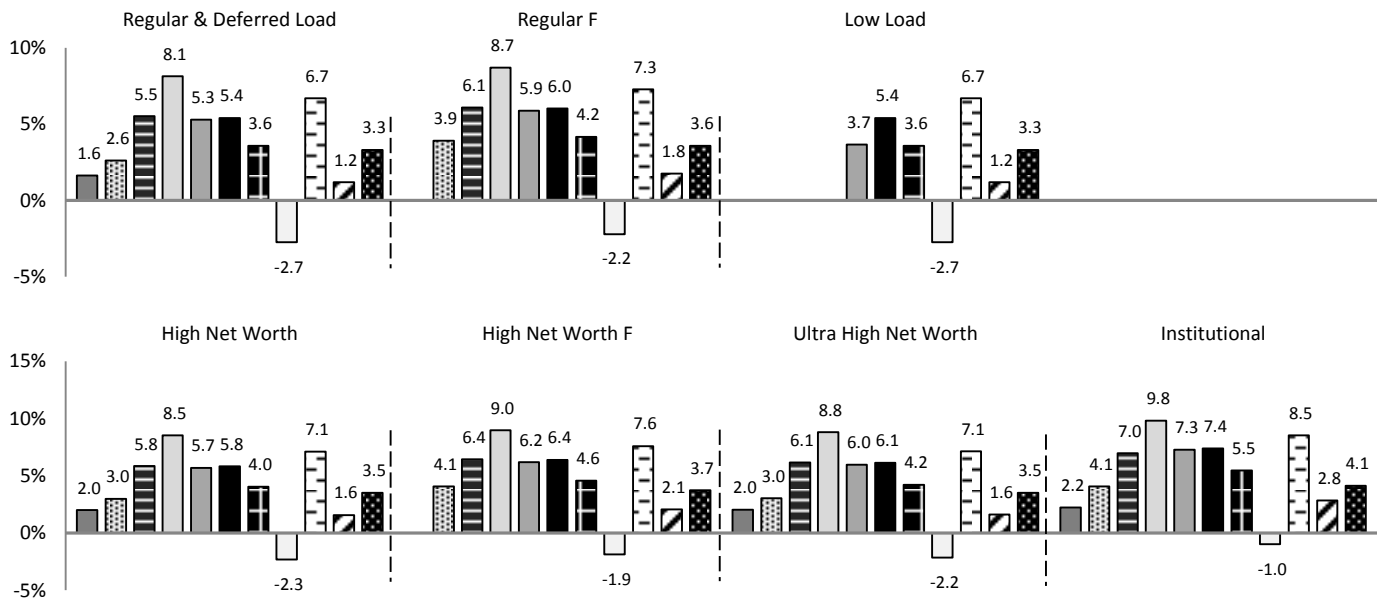 Regular & Deferred Load Regular F Low Load
10%
5%
0%
-5%
1.6 2.6 5.5 8.1 5.3 5.4 3.6 -2.7 6.7 1.2 3.3
3.9 6.1 8.7 5.9 6.0 4.2 -2.2 7.3 1.8 3.6
3.7 5.4 3.6 -2.7 6.7 1.2 3.3
High Net Worth High Net Worth F Ultra High Net Worth Institutional
15%
10%
5%
0%
-5%
2.0 3.0 5.8 8.5 5.7 5.8 4.0 -2.3 7.1 1.6 3.5
4.1 6.4 9.0 6.2 6.4 4.6 -1.9 7.6 2.1 3.7
2.0 3.0 6.1 8.8 6.0 6.1 4.2 -2.2 7.1 1.6 3.5
2.2 4.1 7.0 9.8 7.3 7.4 5.5 -1.0 8.5 2.8 4.1